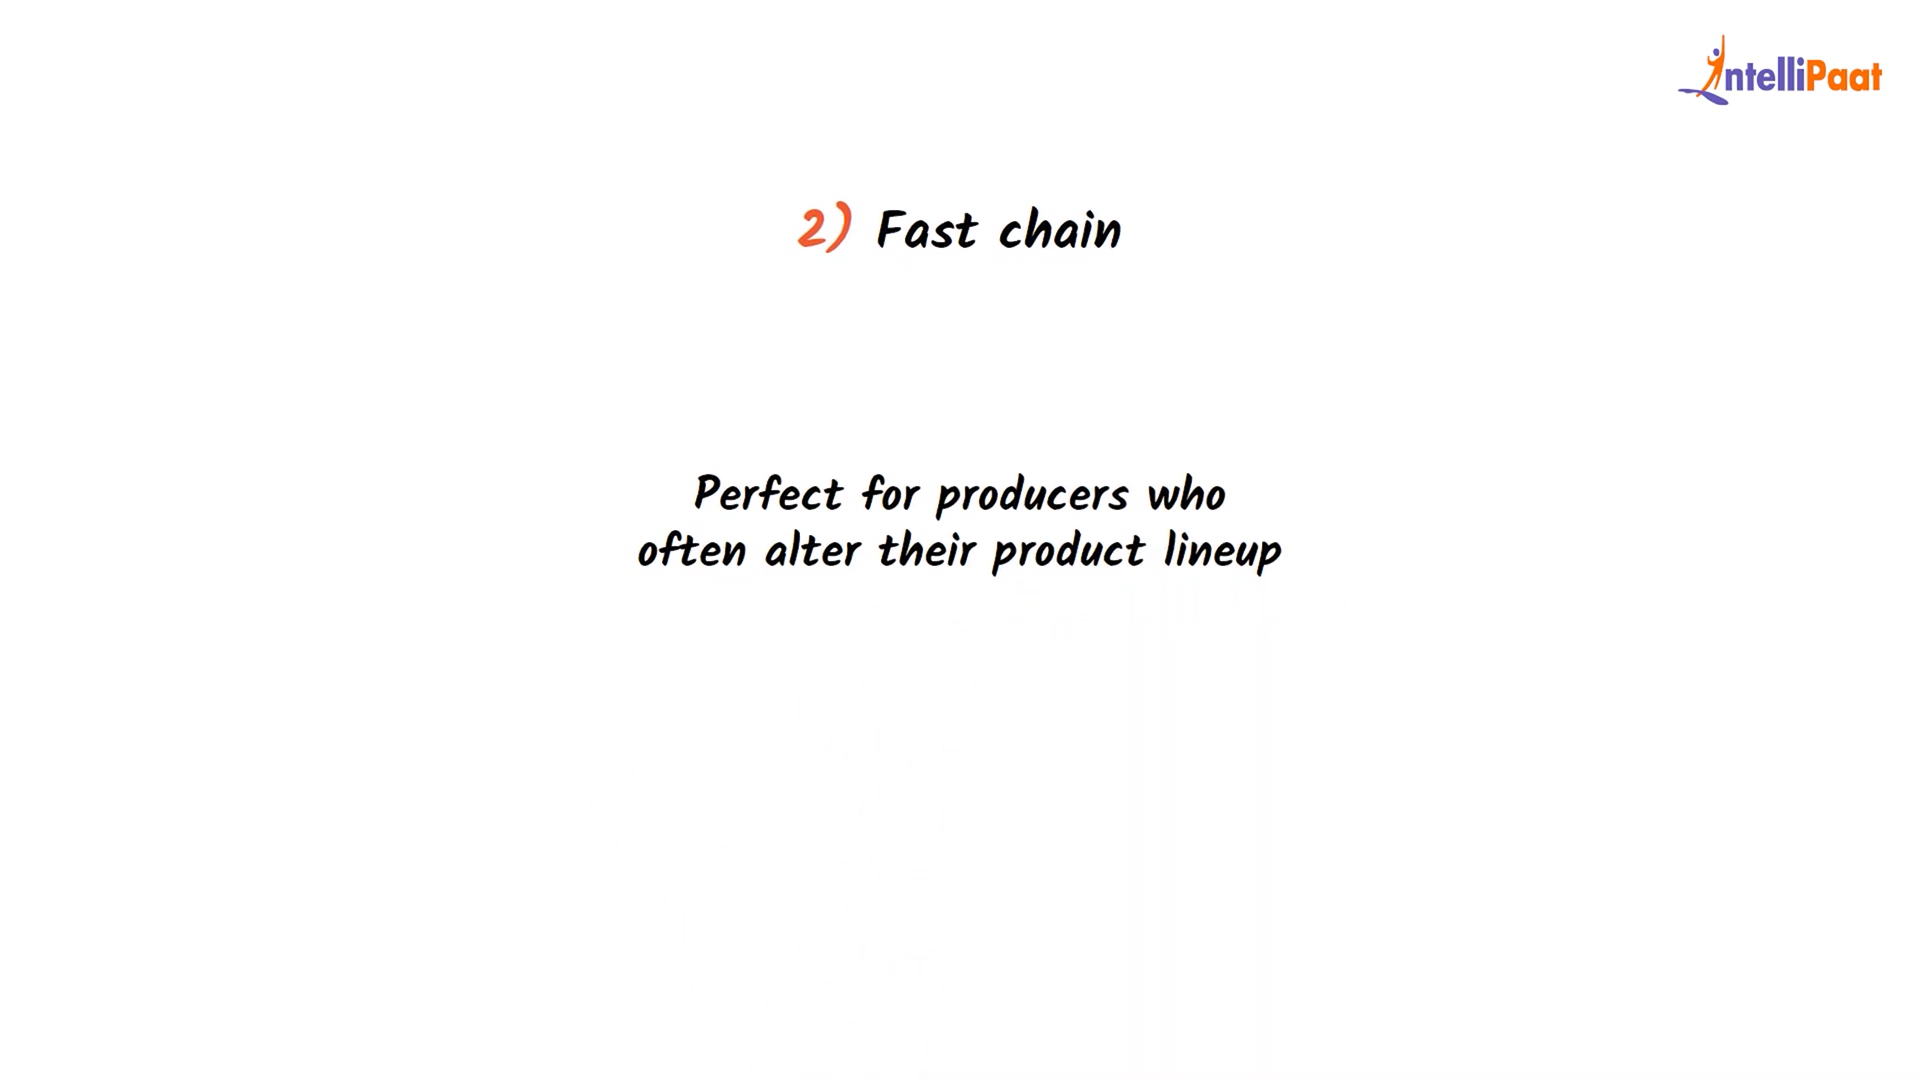 IntelliPaat
2) Fast chain
Perfect for producers who
often alter their product lineup